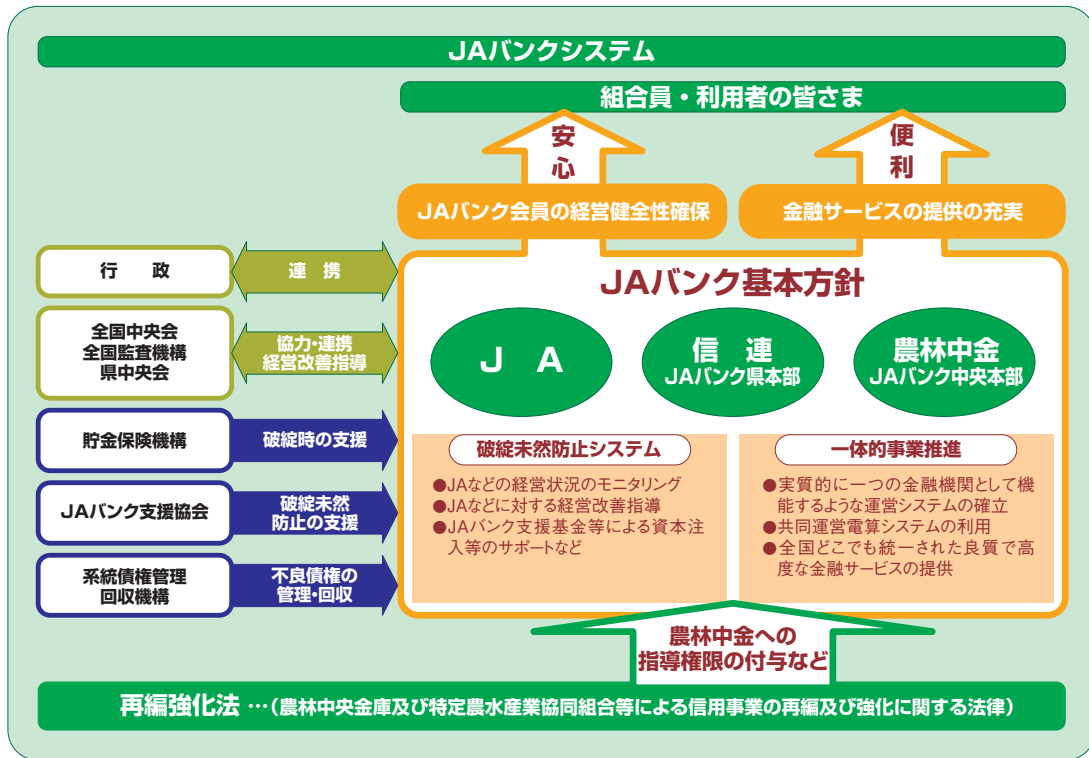 JAバンクシステム
組合員・利用者の皆さま
安心
便利
JAバンク会員の経営健全性確保
金融サービスの提供の充実
行　政
連　携
JAバンク基本方針
全国中央会
全国監査機構
県中央会
協力・連携
経営改善指導
J　A
信　連
JAバンク県本部
農林中金
JAバンク中央本部
貯金保険機構
破綻時の支援
JAバンク支援協会
破綻未然
防止の支援
系統債権管理
回収機構
不良債権の
管理・回収
破綻未然防止システム
●JAなどの経営状況のモニタリング
●JAなどに対する経営改善指導
●JAバンク支援基金等による資本注
入等のサポートなど
一体的事業推進
●実質的に一つの金融機関として機
能するような運営システムの確立
●共同運営電算システムの利用
●全国どこでも統一された良質で高
度な金融サービスの提供
農林中金への
指導権限の付与など
再編強化法 …（農林中央金庫及び特定農水産業協同組合等による信用事業の再編及び強化に関する法律）